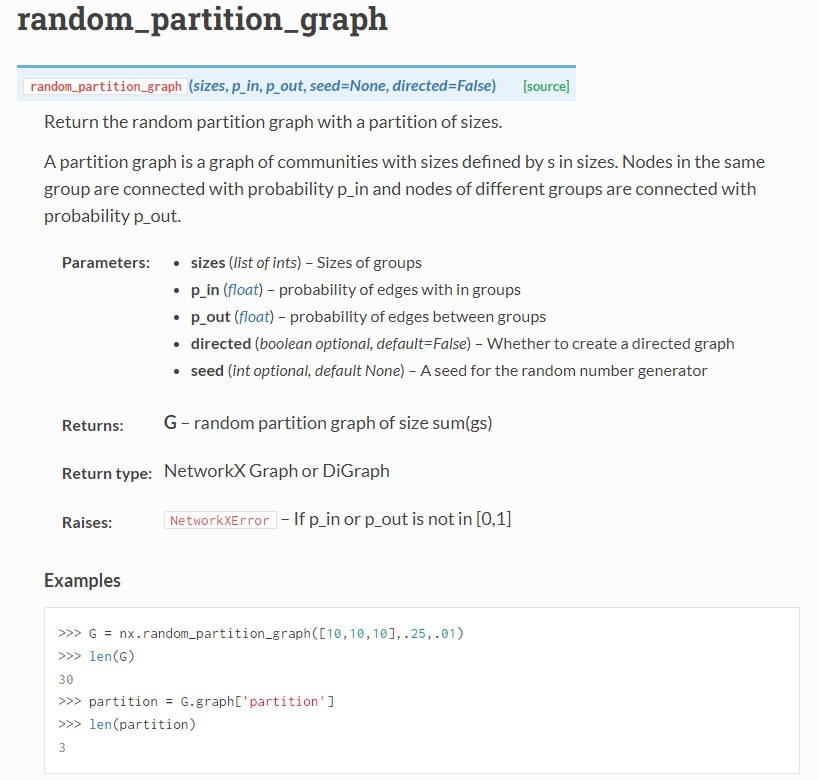 random_partition_graph
random_partition_graph (sizes, p_in, p_out, seed=None, directed=False) [source]
Return the random partition graph with a partition of sizes.
A partition graph is a graph of communities with sizes defined by s in sizes. Nodes in the same
group are connected with probability p_in and nodes of different groups are connected with
probability p_out.
Parameters: • sizes (list of ints) – Sizes of groups
• p_in (float) – probability of edges with in groups
• p_out (float) – probability of edges between groups
• directed (boolean optional, default=False) – Whether to create a directed graph
• seed (int optional, default None) – A seed for the random number generator
Returns: G – random partition graph of size sum(gs)
Return type: NetworkX Graph or DiGraph
Raises: NetworkXError – If p_in or p_out is not in [0,1]
Examples
>>> G = nx.random_partition_graph([10,10,10],.25,.01)
>>> len(G)
30
>>> partition = G.graph['partition']
>>> len(partition)
3